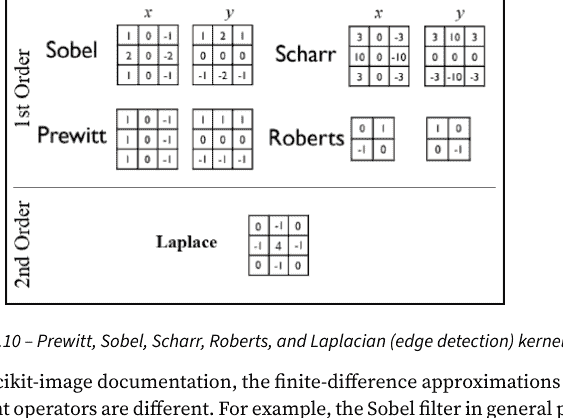 x y x y
1st Order
Sobel
1 0 -1
2 0 -2
1 0 -1
1 2 1
0 0 0
-1 -2 -1
Scharr
3 0 -3
10 0 -10
3 0 -3
3 10 3
0 0 0
-3 -10 -3
Prewitt
1 0 -1
1 0 -1
1 0 -1
1 1 1
0 0 0
-1 -1 -1
Roberts
0 1
-1 0
1 0
0 -1
2nd Order
Laplace
0 -1 0
-1 4 -1
0 -1 0
.10 – Prewitt, Sobel, Scharr, Roberts, and Laplacian (edge detection) kernel
cikit-image documentation, the finite-difference approximations
nt operators are different. For example, the Sobel filter in general p